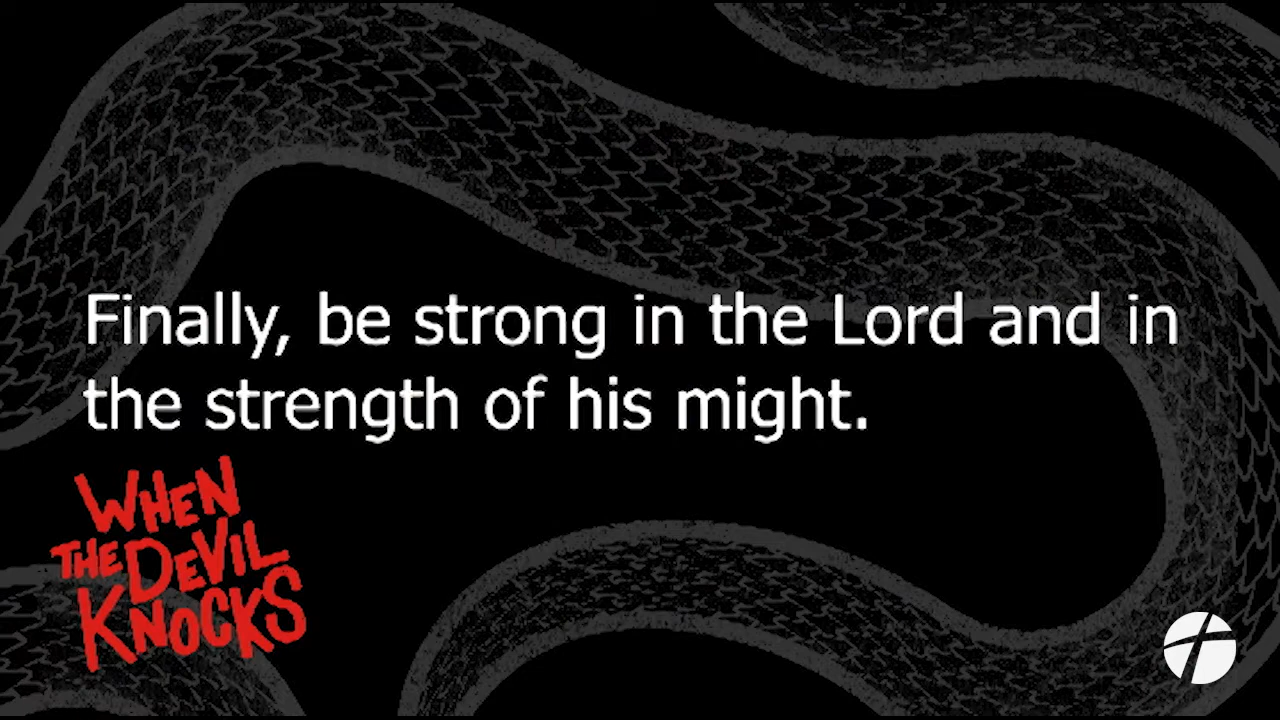 Finally, be strong in the Lord and in
the strength of his might.
WHEN
THE DEVIL
KNOCKS